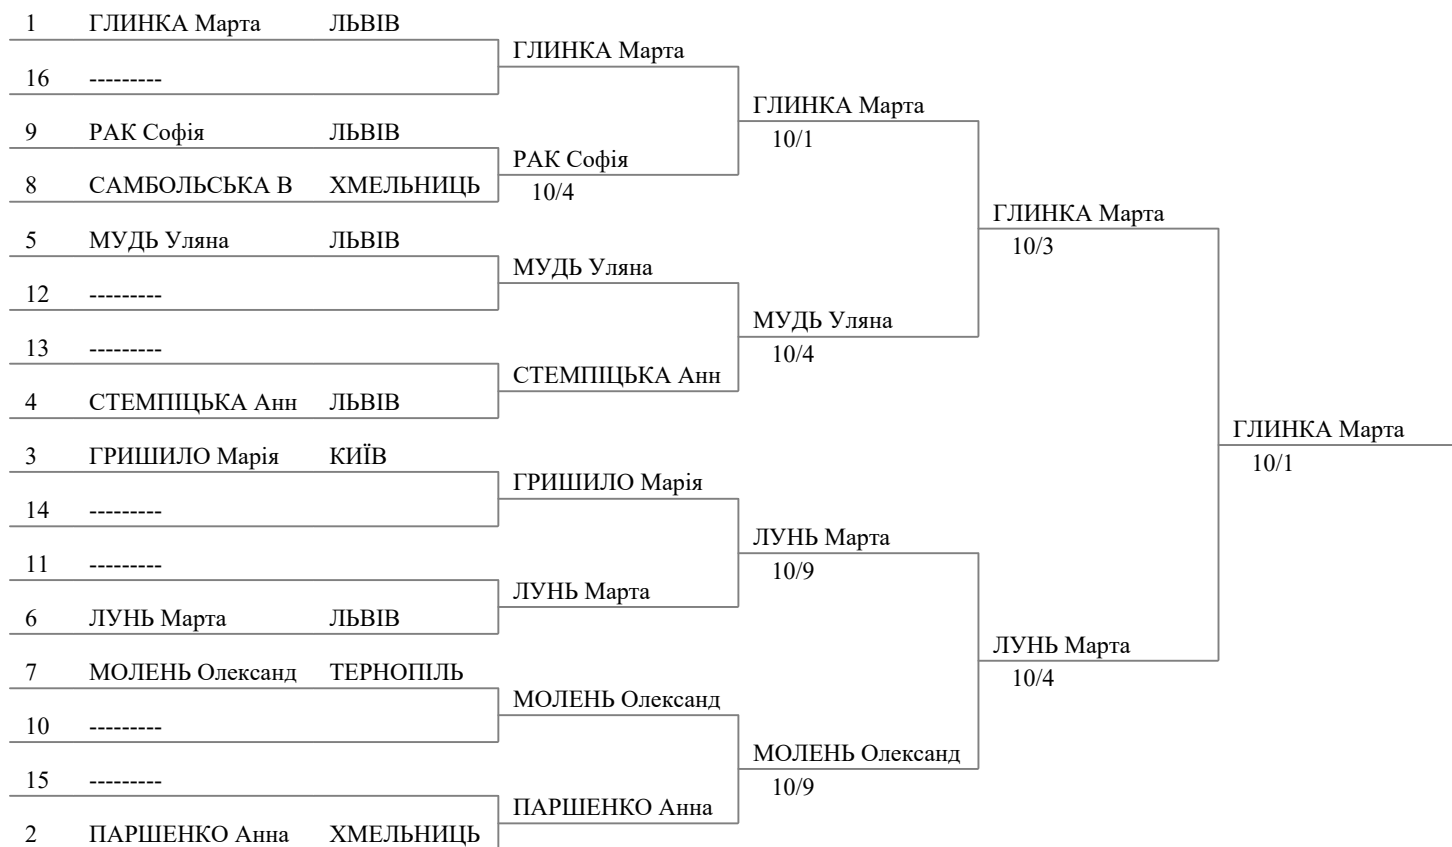 1 ГЛИНКА Марта ЛЬВІВ
ГЛИНКА Марта
16 ---------
ГЛИНКА Марта
10/1
9 РАК Софія ЛЬВІВ
РАК Софія
10/4
8 САМБОЛЬСЬКА В ХМЕЛЬНИЦЬ
ГЛИНКА Марта
10/3
5 МУДЬ Уляна ЛЬВІВ
МУДЬ Уляна
12 ---------
МУДЬ Уляна
10/4
13 ---------
СТЕМПІЦЬКА Анн
4 СТЕМПІЦЬКА Анн ЛЬВІВ
ГЛИНКА Марта
10/1
3 ГРИШИЛО Марія КИЇВ
ГРИШИЛО Марія
14 ---------
ЛУНЬ Марта
10/9
11 ---------
ЛУНЬ Марта
6 ЛУНЬ Марта ЛЬВІВ
ЛУНЬ Марта
10/4
7 МОЛЕНЬ Олександ ТЕРНОПІЛЬ
МОЛЕНЬ Олександ
10 ---------
МОЛЕНЬ Олександ
10/9
15 ---------
ПАРШЕНКО Анна
2 ПАРШЕНКО Анна ХМЕЛЬНИЦЬ